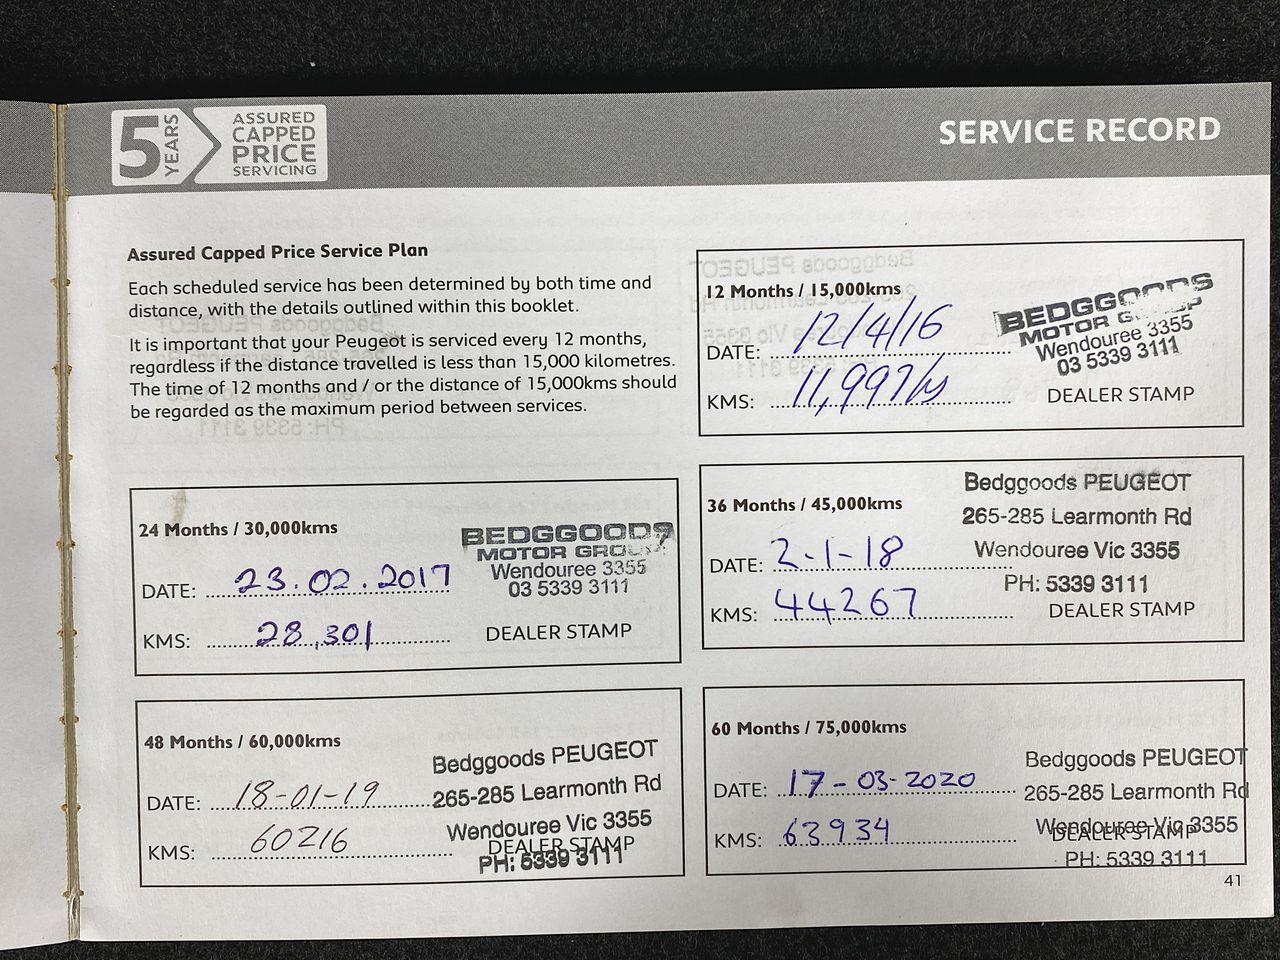 5 YEARS
ASSURED
CAPPED
PRICE
SERVICING
SERVICE RECORD
Assured Capped Price Service Plan
Each scheduled service has been determined by both time and
distance, with the details outlined within this booklet.
It is important that your Peugeot is serviced every 12 months,
regardless if the distance travelled is less than 15,000 kilometres.
The time of 12 months and / or the distance of 15,000kms should
be regarded as the maximum period between services.
12 Months / 15,000kms
DATE: 12/4/16
KMS: 11,997
BEDGGOODS
MOTOR GROUP
Wendouree 3355
03 5339 3111
DEALER STAMP
24 Months / 30,000kms
DATE: 23.02.2017
KMS: 28,301
BEDGGOODS
MOTOR GROUP
Wendouree 3355
03 5339 3111
DEALER STAMP
36 Months / 45,000kms
DATE: 2-1-18
KMS: 44267
Bedggoods PEUGEOT
265-285 Learmonth Rd
Wendouree Vic 3355
PH: 5339 3111
DEALER STAMP
48 Months / 60,000kms
DATE: 18-01-19
KMS: 60216
Bedggoods PEUGEOT
265-285 Learmonth Rd
Wendouree Vic 3355
DEALER STAMP
PH: 5339 3111
60 Months / 75,000kms
DATE: 17-03-2020
KMS: 63934
Bedggoods PEUGEOT
265-285 Learmonth Rd
Wendouree Vic 3355
DEALER STAMP
PH: 5339 3111
41